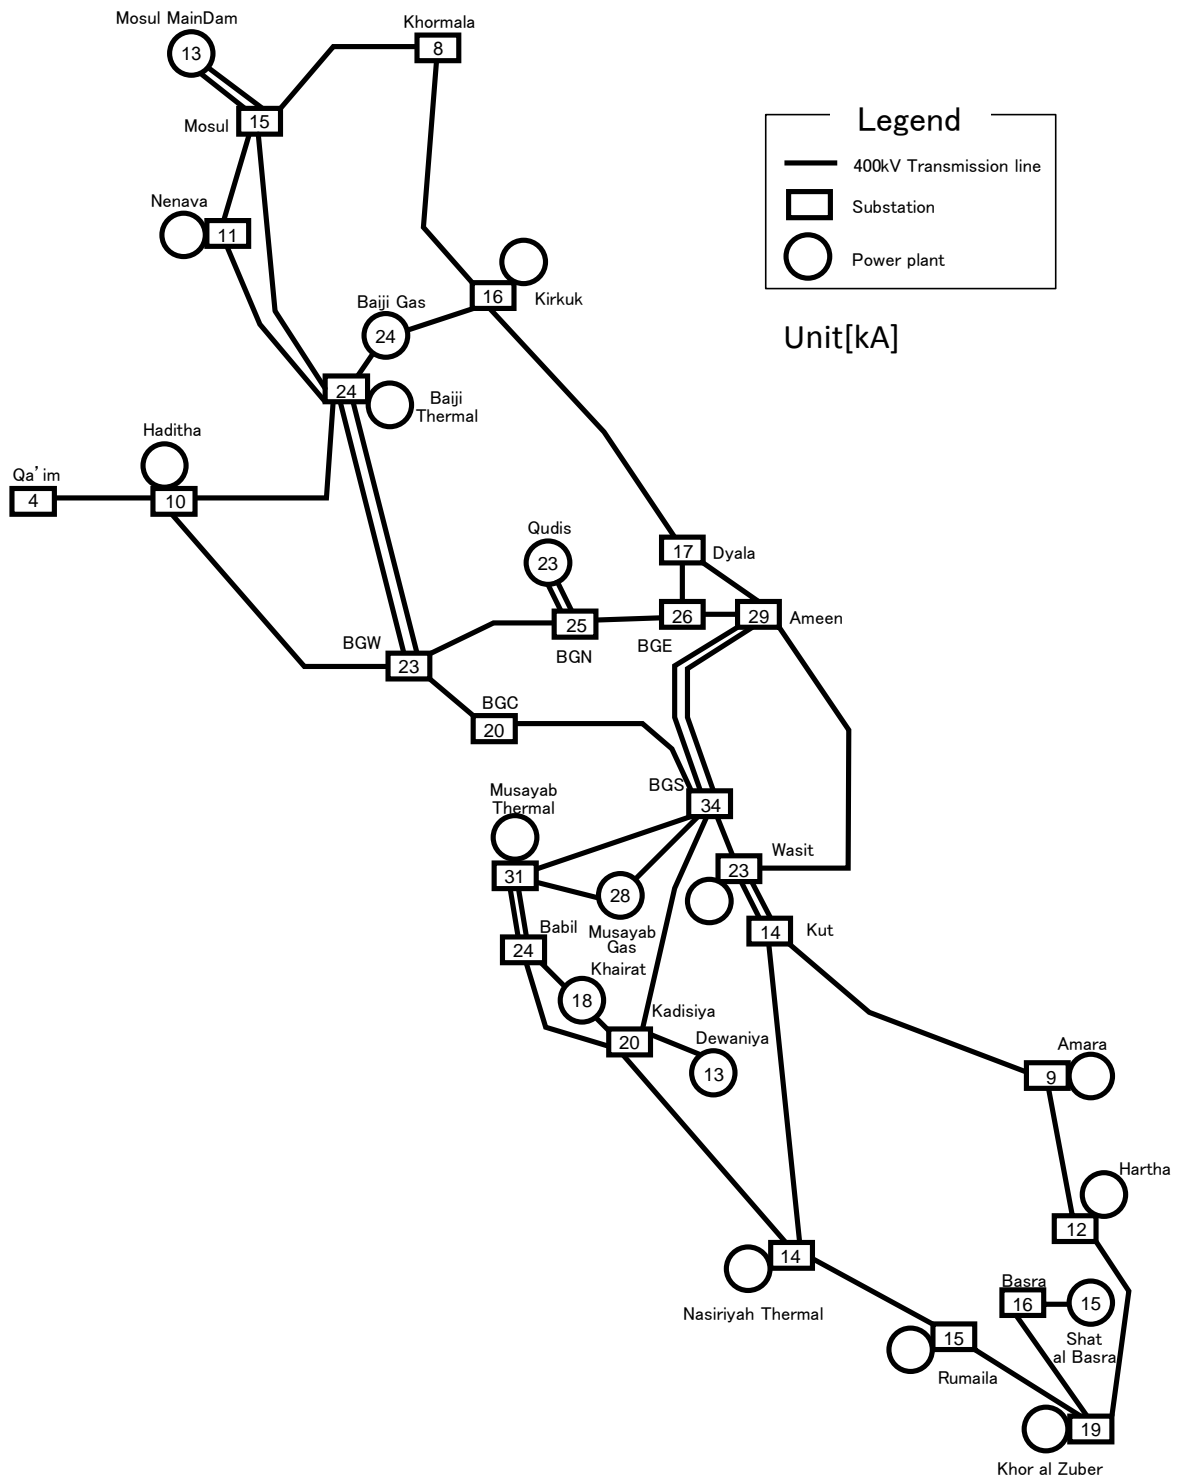 Mosul MainDam
Khormala
13
8
Mosul
15
Legend
400kV Transmission line
Substation
Power plant
Unit[kA]
Nenava
11
16
Kirkuk
Baiji Gas
24
24
Baiji
Thermal
Haditha
Qa'im
4
10
Qudis
23
17
Dyala
25
26
29
Ameen
BGW
BGN
BGE
23
BGC
20
BGS
34
Musayab
Thermal
Wasit
31
23
28
Babil
Musayab
Gas
14
Kut
24
Khairat
18
Kadisiya
20
Dewaniya
13
Amara
9
Hartha
12
14
Nasiriyah Thermal
Basra
16
15
Shat
al Basra
15
Rumaila
19
Khor al Zuber